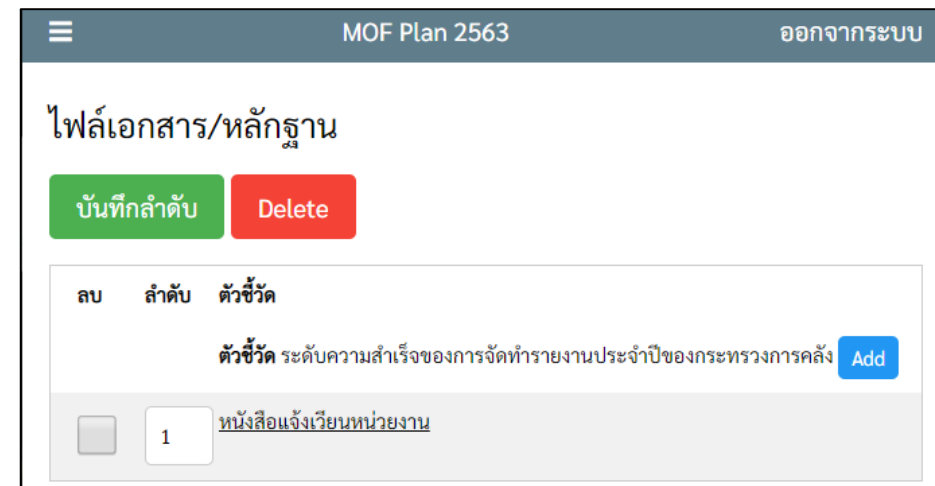 MOF Plan 2563 ออกจากระบบ
ไฟล์เอกสาร/หลักฐาน
บันทึกลำดับ Delete
ลบ ลำดับ ตัวชี้วัด
ตัวชี้วัด ระดับความสำเร็จของการจัดทำรายงานประจำปีของกระทรวงการคลัง Add
1 หนังสือแจ้งเวียนหน่วยงาน